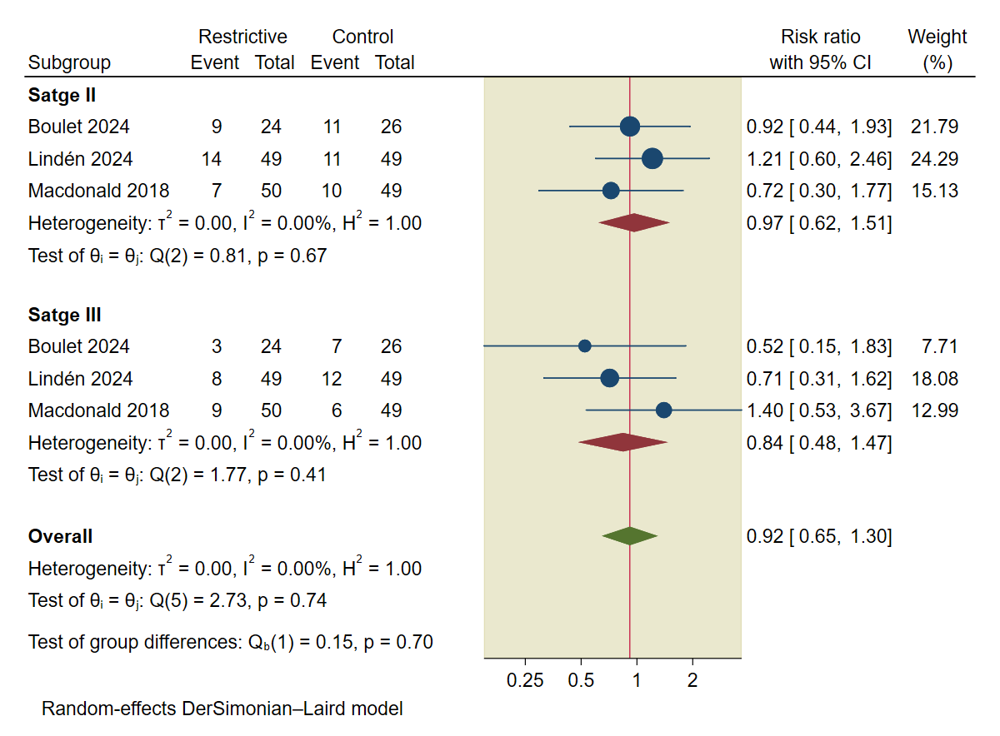 Restrictive Control Risk ratio Weight
Subgroup Event Total Event Total with 95% CI (%)
Satge II
Boulet 2024 9 24 11 26 0.92 [ 0.44, 1.93] 21.79
Lindén 2024 14 49 11 49 1.21 [ 0.60, 2.46] 24.29
Macdonald 2018 7 50 10 49 0.72 [ 0.30, 1.77] 15.13
Heterogeneity: τ² = 0.00, I² = 0.00%, H² = 1.00 0.97 [ 0.62, 1.51]
Test of θᵢ = θⱼ: Q(2) = 0.81, p = 0.67
Satge III
Boulet 2024 3 24 7 26 0.52 [ 0.15, 1.83] 7.71
Lindén 2024 8 49 12 49 0.71 [ 0.31, 1.62] 18.08
Macdonald 2018 9 50 6 49 1.40 [ 0.53, 3.67] 12.99
Heterogeneity: τ² = 0.00, I² = 0.00%, H² = 1.00 0.84 [ 0.48, 1.47]
Test of θᵢ = θⱼ: Q(2) = 1.77, p = 0.41
Overall 0.92 [ 0.65, 1.30]
Heterogeneity: τ² = 0.00, I² = 0.00%, H² = 1.00
Test of θᵢ = θⱼ: Q(5) = 2.73, p = 0.74
Test of group differences: Q_b(1) = 0.15, p = 0.70
0.25 0.5 1 2
Random-effects DerSimonian–Laird model